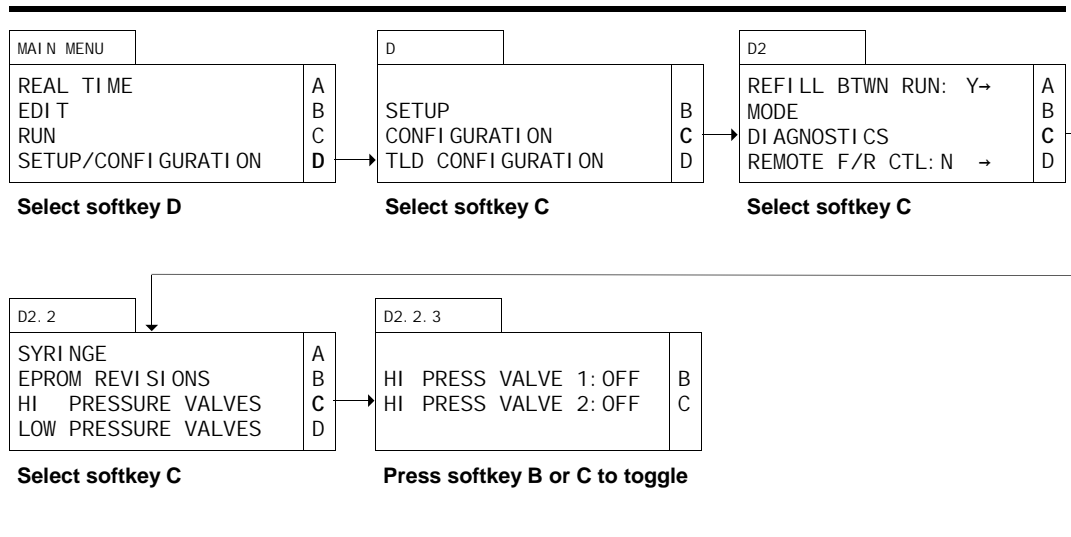 MAIN MENU
REAL TIME A
EDIT B
RUN C
SETUP/CONFIGURATION D
Select softkey D
D
SETUP B
CONFIGURATION C
TLD CONFIGURATION D
Select softkey C
D2
REFILL BTWN RUN: Y→ A
MODE B
DIAGNOSTICS C
REMOTE F/R CTL:N → D
Select softkey C
D2.2
SYRINGE A
EPROM REVISIONS B
HI PRESSURE VALVES C
LOW PRESSURE VALVES D
Select softkey C
D2.2.3
HI PRESS VALVE 1:OFF B
HI PRESS VALVE 2:OFF C
Press softkey B or C to toggle